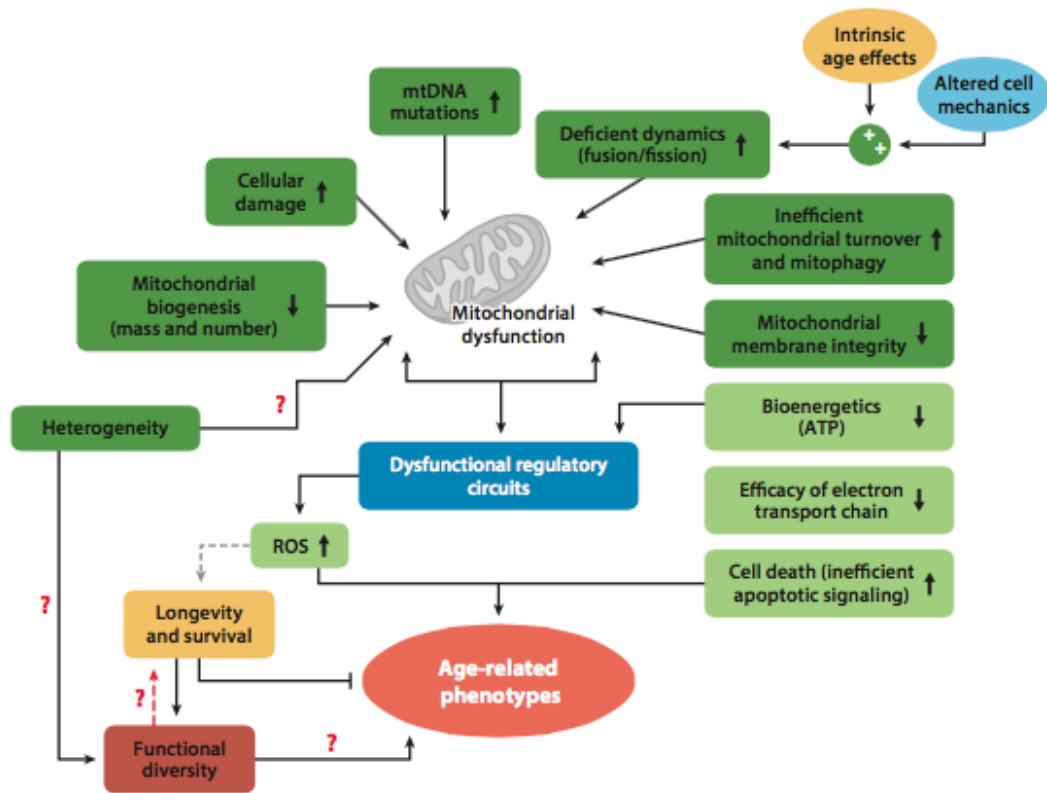 Intrinsic
age effects
Altered cell
mechanics
mtDNA
mutations ↑
Deficient dynamics
(fusion/fission) ↑
++
Cellular
damage ↑
Inefficient
mitochondrial turnover ↑
and mitophagy
Mitochondrial
biogenesis ↓
(mass and number)
Mitochondrial
dysfunction
Mitochondrial
membrane integrity ↓
?
Heterogeneity
Bioenergetics
(ATP) ↓
Dysfunctional regulatory
circuits
Efficacy of electron
transport chain ↓
ROS ↑
Cell death (inefficient
apoptotic signaling) ↑
?
Longevity
and survival
Age-related
phenotypes
?
?
Functional
diversity